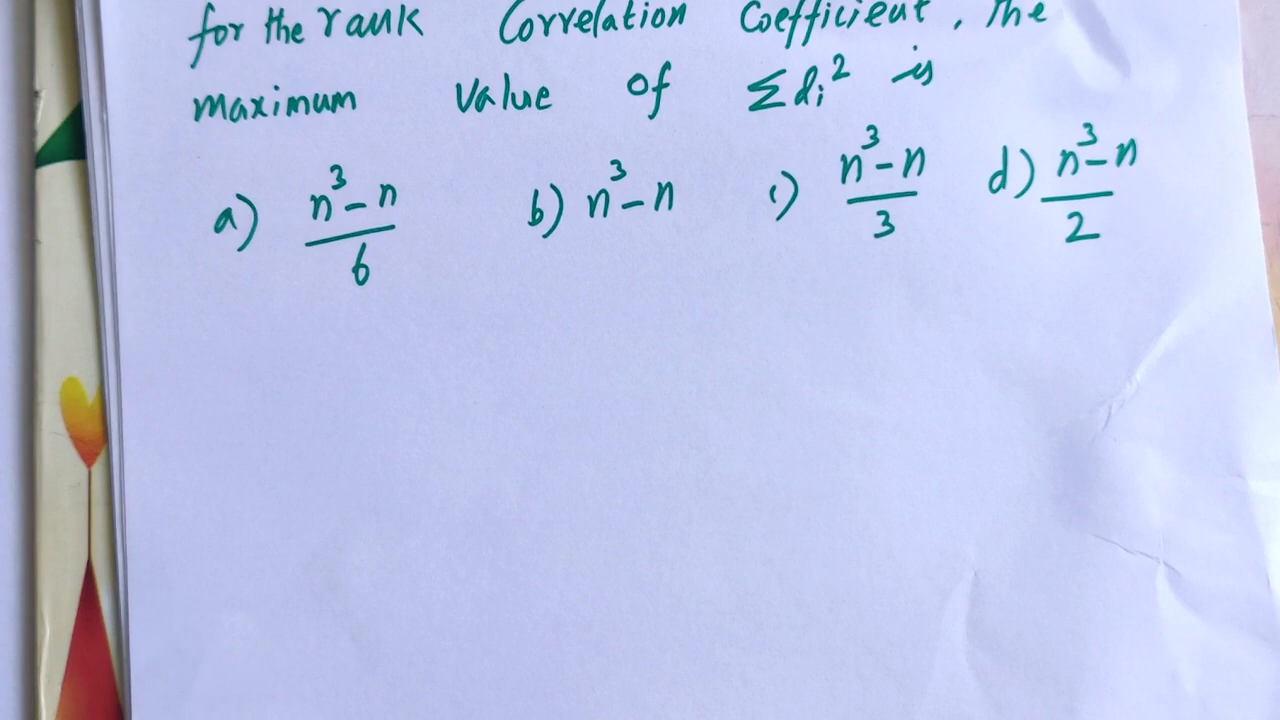 for the rank Correlation Coefficient, The
maximum value of Σdi² is
a) n³-n/6 b) n³-n c) n³-n/3 d) n³-n/2